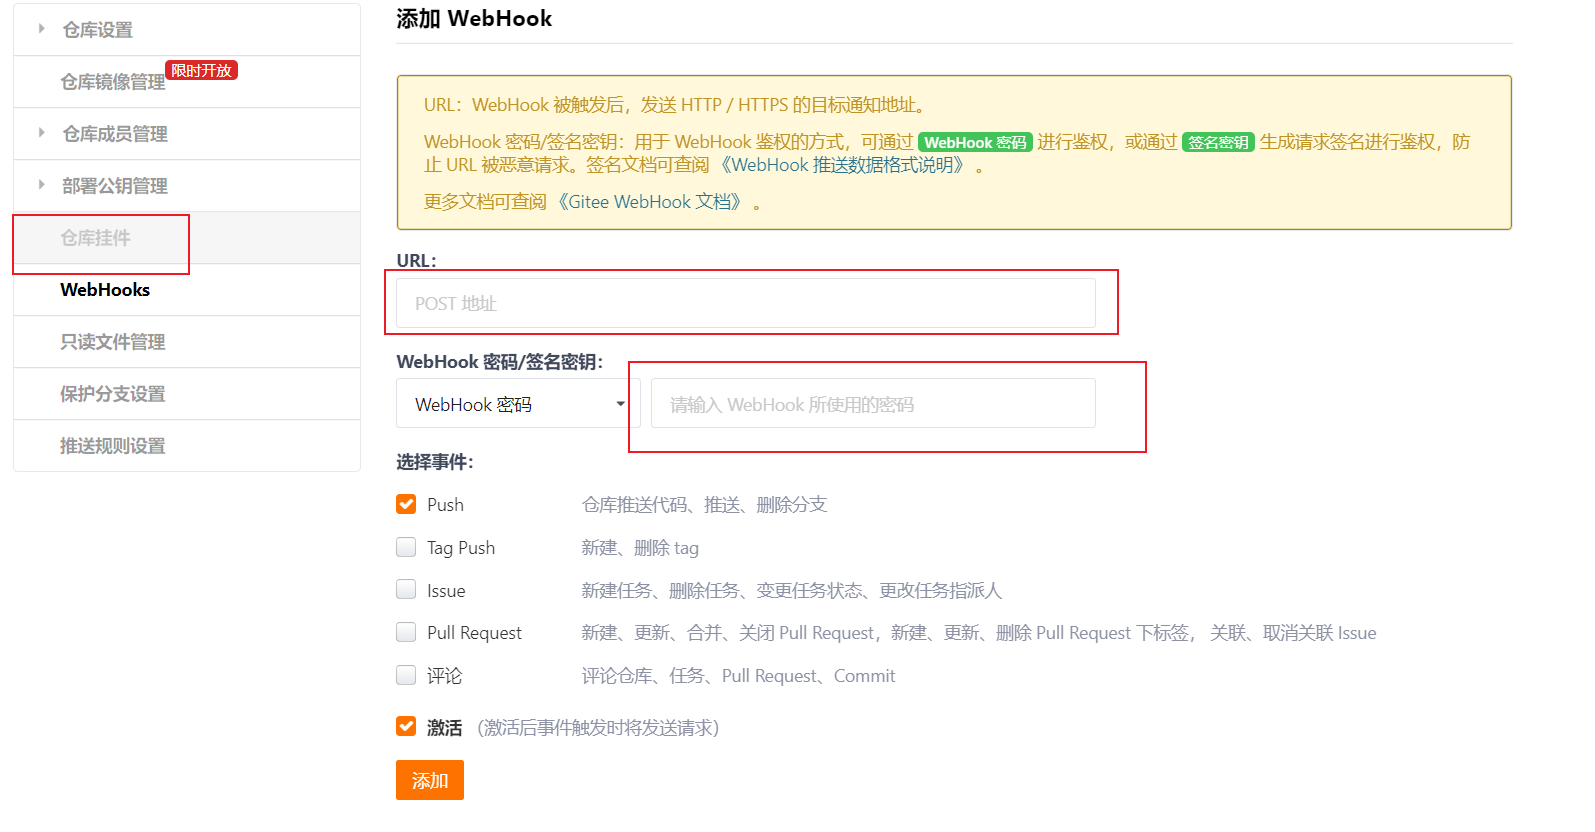 仓库设置
仓库镜像管理
限时开放
仓库成员管理
部署公钥管理
仓库挂件
WebHooks
只读文件管理
保护分支设置
推送规则设置
添加 WebHook
URL：WebHook 被触发后，发送 HTTP / HTTPS 的目标通知地址。
WebHook 密码/签名密钥：用于 WebHook 鉴权的方式，可通过 WebHook 密码 进行鉴权，或通过 签名密钥 生成请求签名进行鉴权，防
止 URL 被恶意请求。签名文档可查阅 《WebHook 推送数据格式说明》 。
更多文档可查阅 《Gitee WebHook 文档》 。
URL：
POST 地址
WebHook 密码/签名密钥：
WebHook 密码
请输入 WebHook 所使用的密码
选择事件：
Push 仓库推送代码、推送、删除分支
Tag Push 新建、删除 tag
Issue 新建任务、删除任务、变更任务状态、更改任务指派人
Pull Request 新建、更新、合并、关闭 Pull Request，新建、更新、删除 Pull Request 下标签， 关联、取消关联 Issue
评论 评论仓库、任务、Pull Request、Commit
激活 （激活后事件触发时将发送请求）
添加